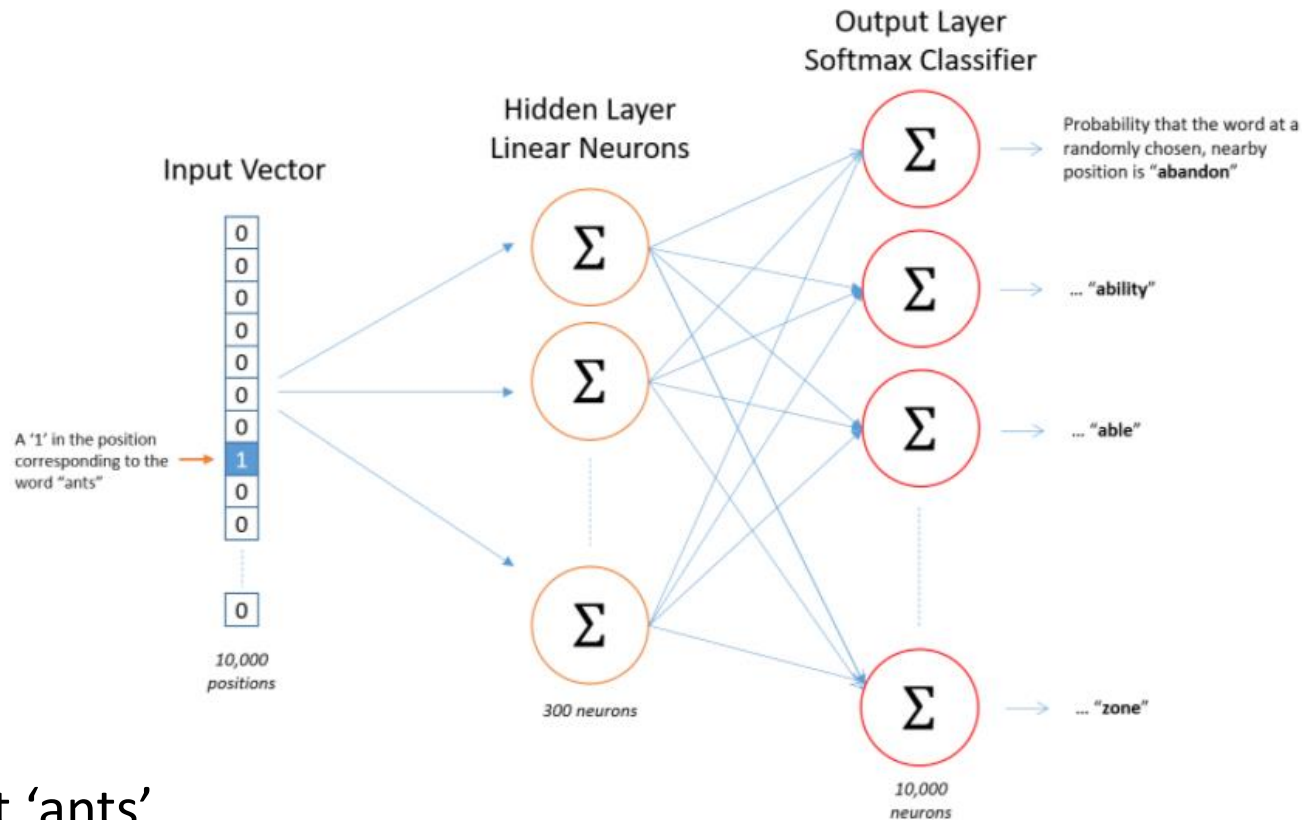 Output Layer
Softmax Classifier
Hidden Layer
Linear Neurons
Input Vector
0
0
0
0
0
0
0
1
0
0
0
A '1' in the position
corresponding to the
word "ants"
10,000
positions
Σ
Σ
Σ
300 neurons
Σ
Σ
Σ
Σ
10,000
neurons
Probability that the word at a
randomly chosen, nearby
position is "abandon"
... "ability"
... "able"
... "zone"
‘ants’